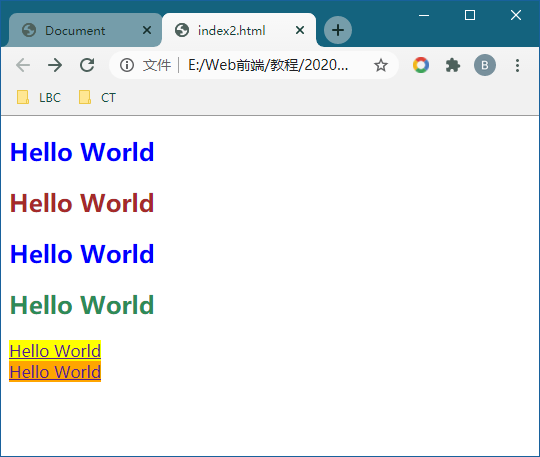 Document
index2.html
文件 E:/Web前端/教程/2020...
B
LBC
CT
Hello World
Hello World
Hello World
Hello World
Hello World
Hello World